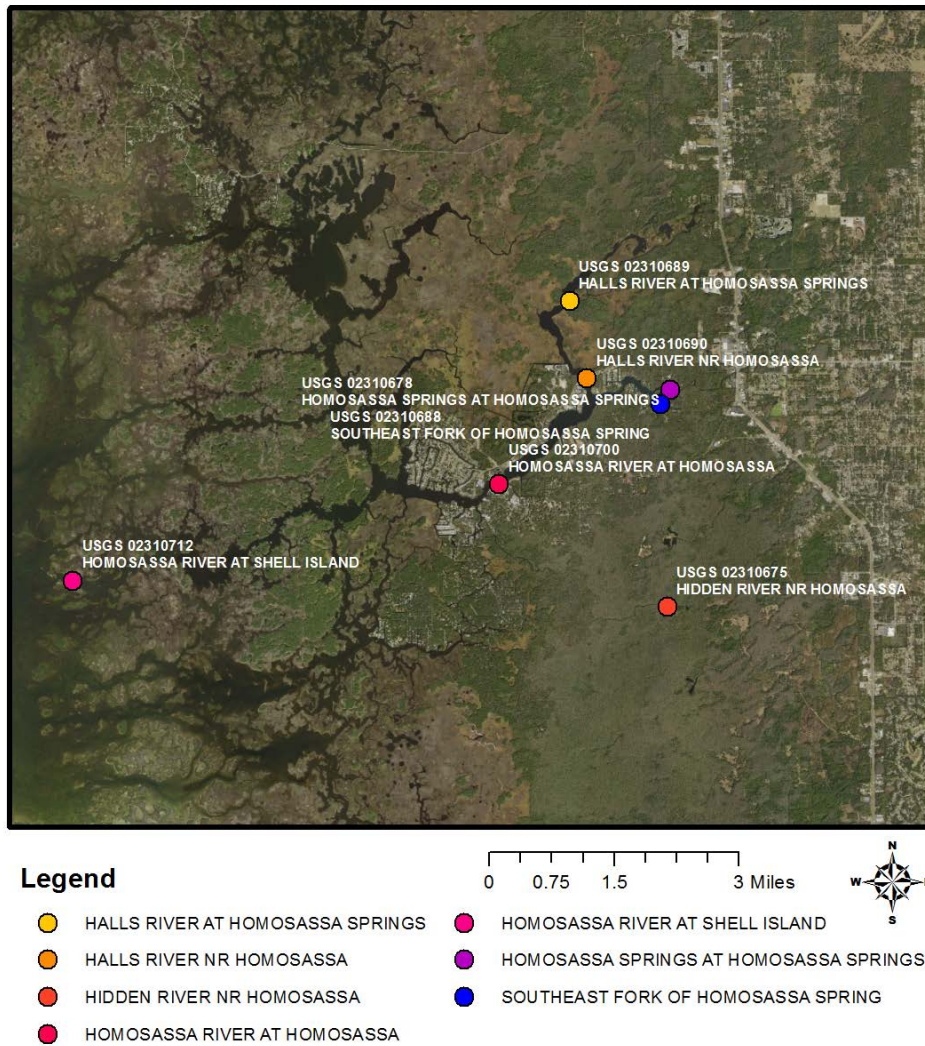 USGS 02310689
HALLS RIVER AT HOMOSASSA SPRINGS
USGS 02310690
HALLS RIVER NR HOMOSASSA
USGS 02310678
HOMOSASSA SPRINGS AT HOMOSASSA SPRINGS
USGS 02310688
SOUTHEAST FORK OF HOMOSASSA SPRING
USGS 02310700
HOMOSASSA RIVER AT HOMOSASSA
USGS 02310712
HOMOSASSA RIVER AT SHELL ISLAND
USGS 02310675
HIDDEN RIVER NR HOMOSASSA
Legend
0 0.75 1.5 3 Miles
N
W
S
HALLS RIVER AT HOMOSASSA SPRINGS
HALLS RIVER NR HOMOSASSA
HIDDEN RIVER NR HOMOSASSA
HOMOSASSA RIVER AT HOMOSASSA
HOMOSASSA RIVER AT SHELL ISLAND
HOMOSASSA SPRINGS AT HOMOSASSA SPRINGS
SOUTHEAST FORK OF HOMOSASSA SPRING